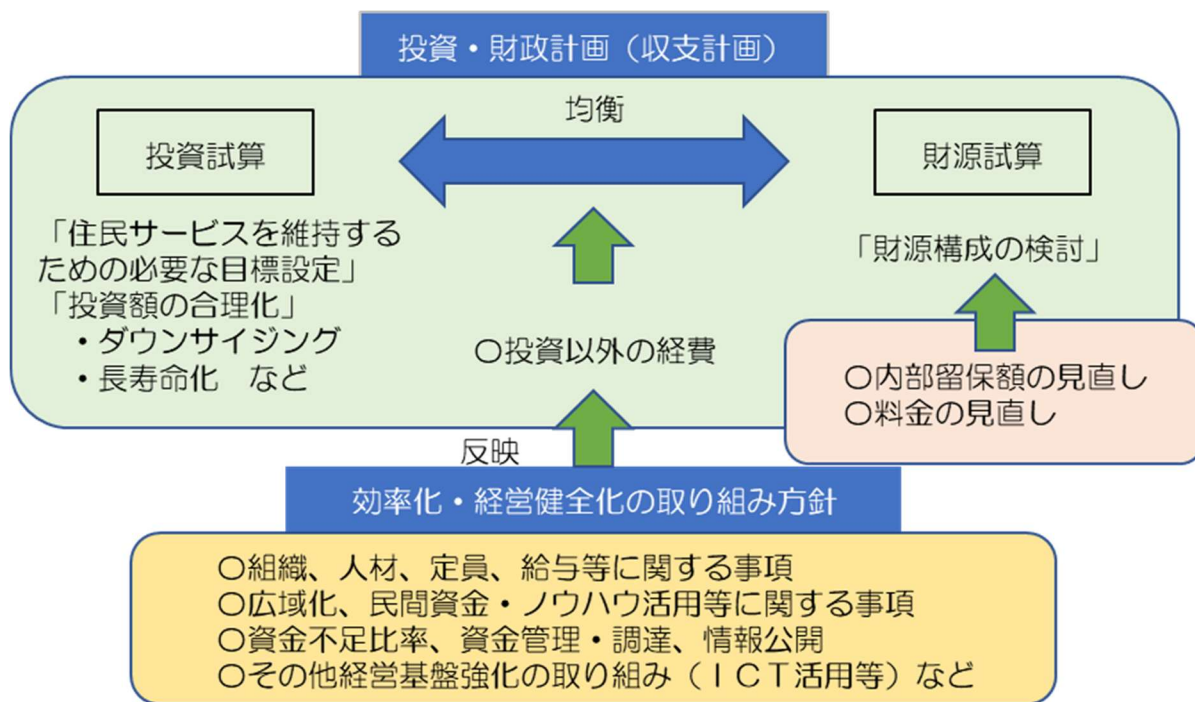 投資・財政計画（収支計画）
均衡
投資試算
財源試算
「住民サービスを維持する
ための必要な目標設定」
「投資額の合理化」
・ダウンサイジング
・長寿命化　など
〇投資以外の経費
「財源構成の検討」
〇内部留保額の見直し
〇料金の見直し
反映
効率化・経営健全化の取り組み方針
〇組織、人材、定員、給与等に関する事項
〇広域化、民間資金・ノウハウ活用等に関する事項
〇資金不足比率、資金管理・調達、情報公開
〇その他経営基盤強化の取り組み（ＩＣＴ活用等）など